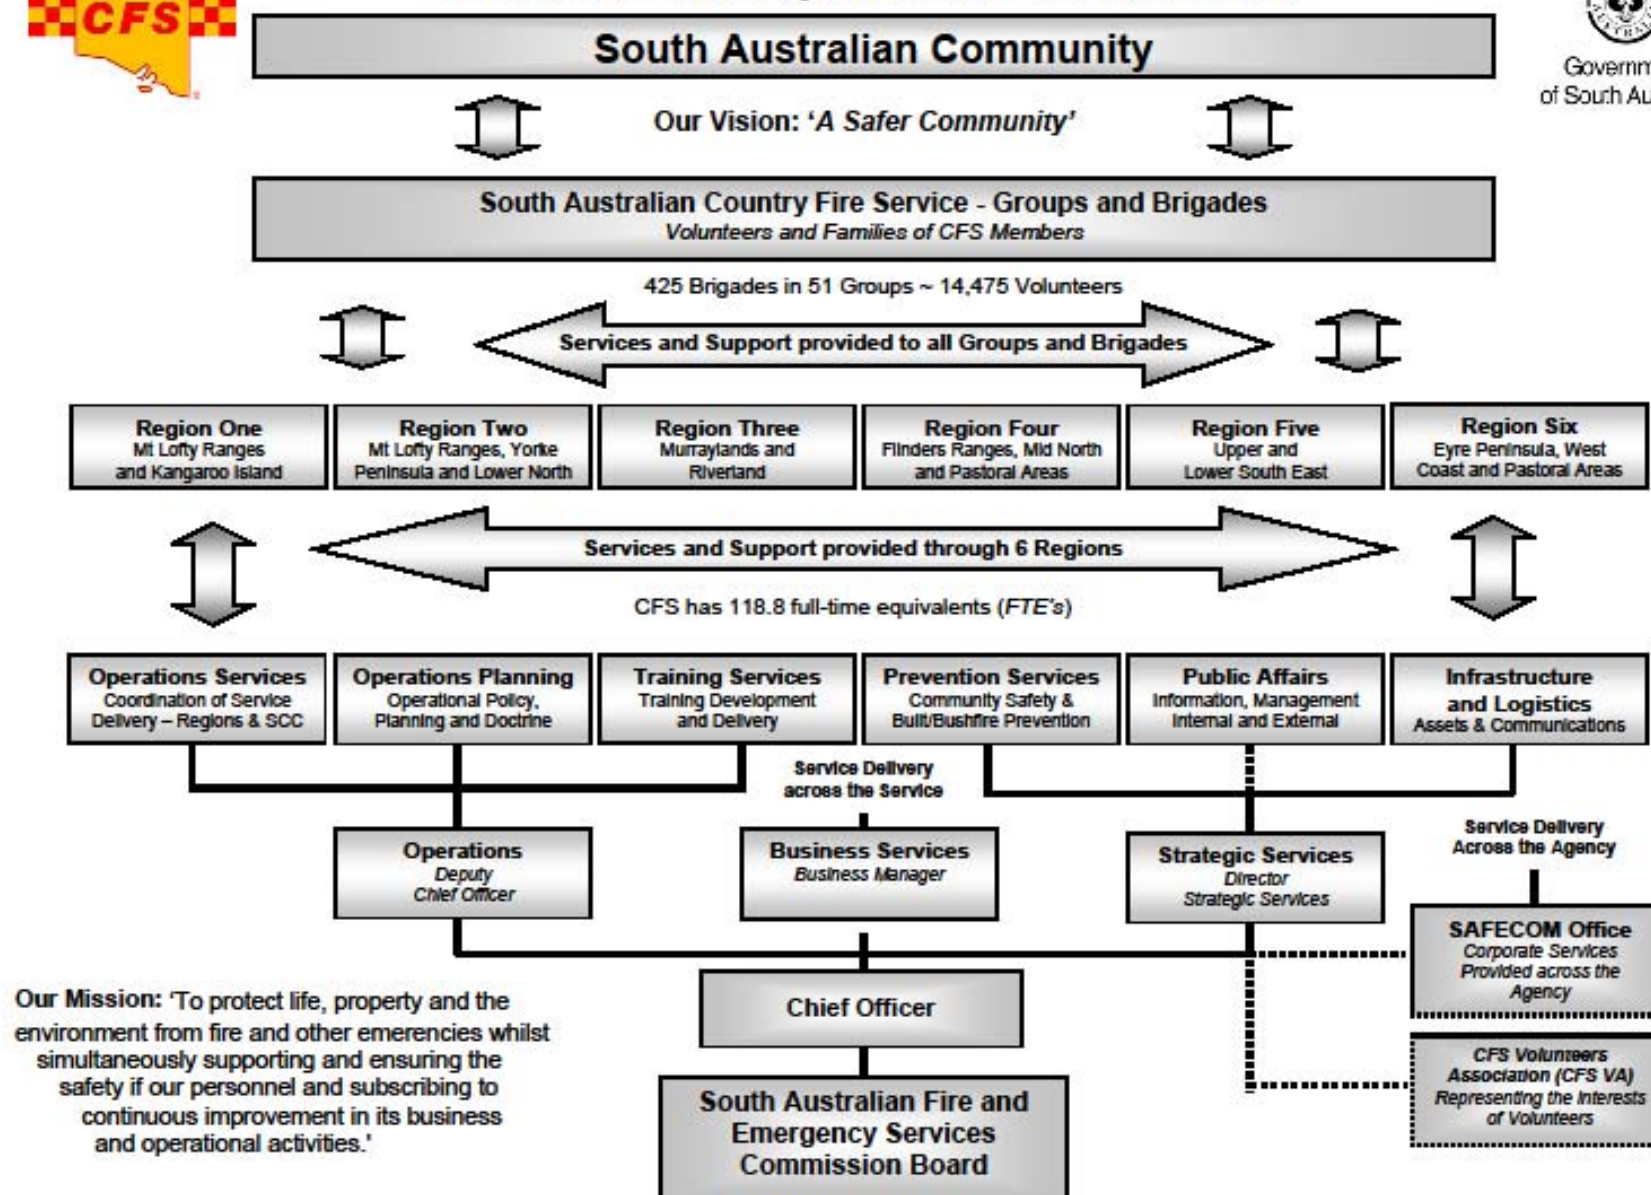 CFS
South Australian Community
Governm
of South Au
Our Vision: 'A Safer Community'
South Australian Country Fire Service - Groups and Brigades
Volunteers and Families of CFS Members
425 Brigades in 51 Groups ~ 14,475 Volunteers
Services and Support provided to all Groups and Brigades
Region One
Mt Lofty Ranges
and Kangaroo Island
Region Two
Mt Lofty Ranges, Yorke
Peninsula and Lower North
Region Three
Murraylands and
Riverland
Region Four
Flinders Ranges, Mid North
and Pastoral Areas
Region Five
Upper and
Lower South East
Region Six
Eyre Peninsula, West
Coast and Pastoral Areas
Services and Support provided through 6 Regions
CFS has 118.8 full-time equivalents (FTE's)
Operations Services
Coordination of Service
Delivery – Regions & SCC
Operations Planning
Operational Policy,
Planning and Doctrine
Training Services
Training Development
and Delivery
Prevention Services
Community Safety &
Built/Bushfire Prevention
Public Affairs
Information, Management
Internal and External
Infrastructure
and Logistics
Assets & Communications
Service Delivery
across the Service
Operations
Deputy
Chief Officer
Business Services
Business Manager
Strategic Services
Director
Strategic Services
Service Delivery
Across the Agency
SAFECOM Office
Corporate Services
Provided across the
Agency
CFS Volunteers
Association (CFS VA)
Representing the Interests
of Volunteers
Chief Officer
South Australian Fire and
Emergency Services
Commission Board
Our Mission: 'To protect life, property and the
environment from fire and other emerencies whilst
simultaneously supporting and ensuring the
safety if our personnel and subscribing to
continuous improvement in its business
and operational activities.'